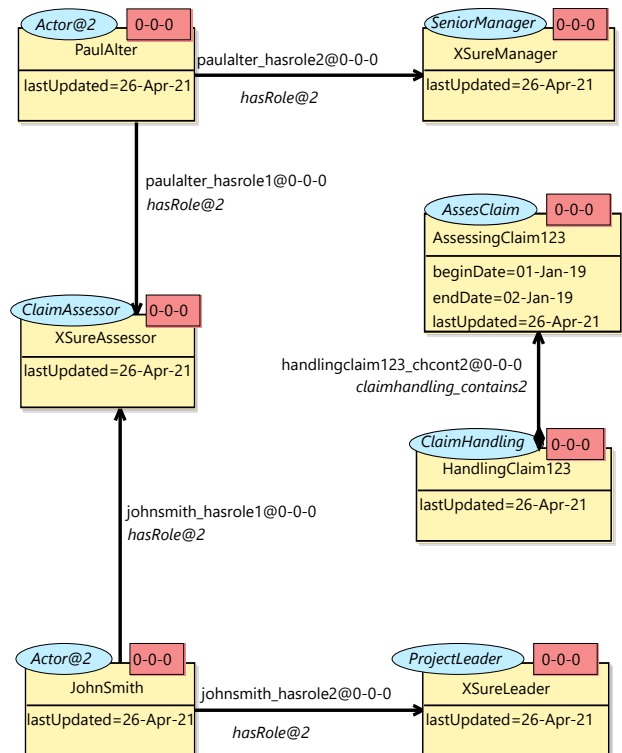 Actor@2
0-0-0
PaulAlter
lastUpdated=26-Apr-21
paulalter_hasrole2@0-0-0
hasRole@2
SeniorManager
0-0-0
XSureManager
lastUpdated=26-Apr-21
paulalter_hasrole1@0-0-0
hasRole@2
AssesClaim
0-0-0
AssessingClaim123
beginDate=01-Jan-19
endDate=02-Jan-19
lastUpdated=26-Apr-21
ClaimAssessor
0-0-0
XSureAssessor
lastUpdated=26-Apr-21
handlingclaim123_chcont2@0-0-0
claimhandling_contains2
ClaimHandling
0-0-0
HandlingClaim123
lastUpdated=26-Apr-21
johnsmith_hasrole1@0-0-0
hasRole@2
Actor@2
0-0-0
JohnSmith
lastUpdated=26-Apr-21
johnsmith_hasrole2@0-0-0
hasRole@2
ProjectLeader
0-0-0
XSureLeader
lastUpdated=26-Apr-21